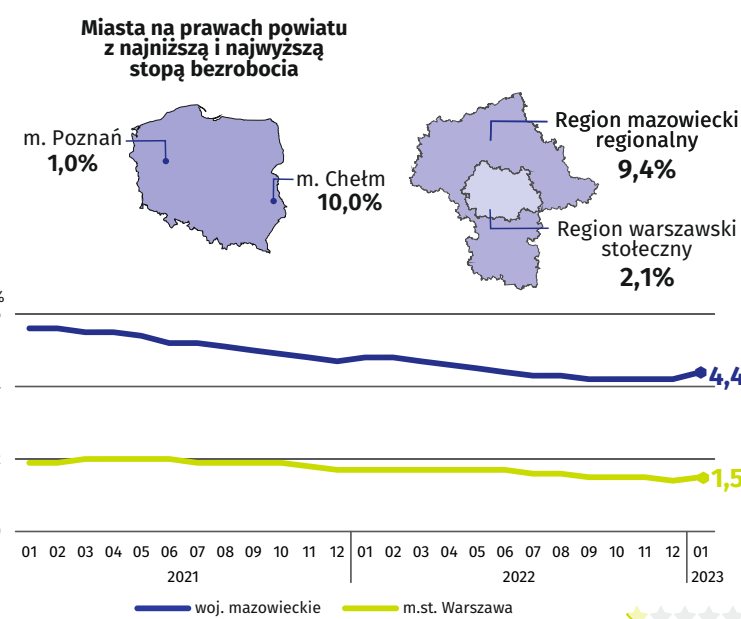 Miasta na prawach powiatu
z najniższą i najwyższą
stopą bezrobocia
m. Poznań
1,0%
m. Chełm
10,0%
Region mazowiecki
regionalny
9,4%
Region warszawski
stołeczny
2,1%
%
4,4
1,5
01 02 03 04 05 06 07 08 09 10 11 12 01 02 03 04 05 06 07 08 09 10 11 12 01
2021 2022 2023
woj. mazowieckie m.st. Warszawa